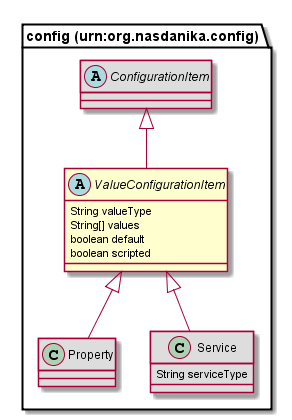 config (urn:org.nasdanika.config)
A ConfigurationItem
A ValueConfigurationItem
String valueType
String[] values
boolean default
boolean scripted
C Property
C Service
String serviceType